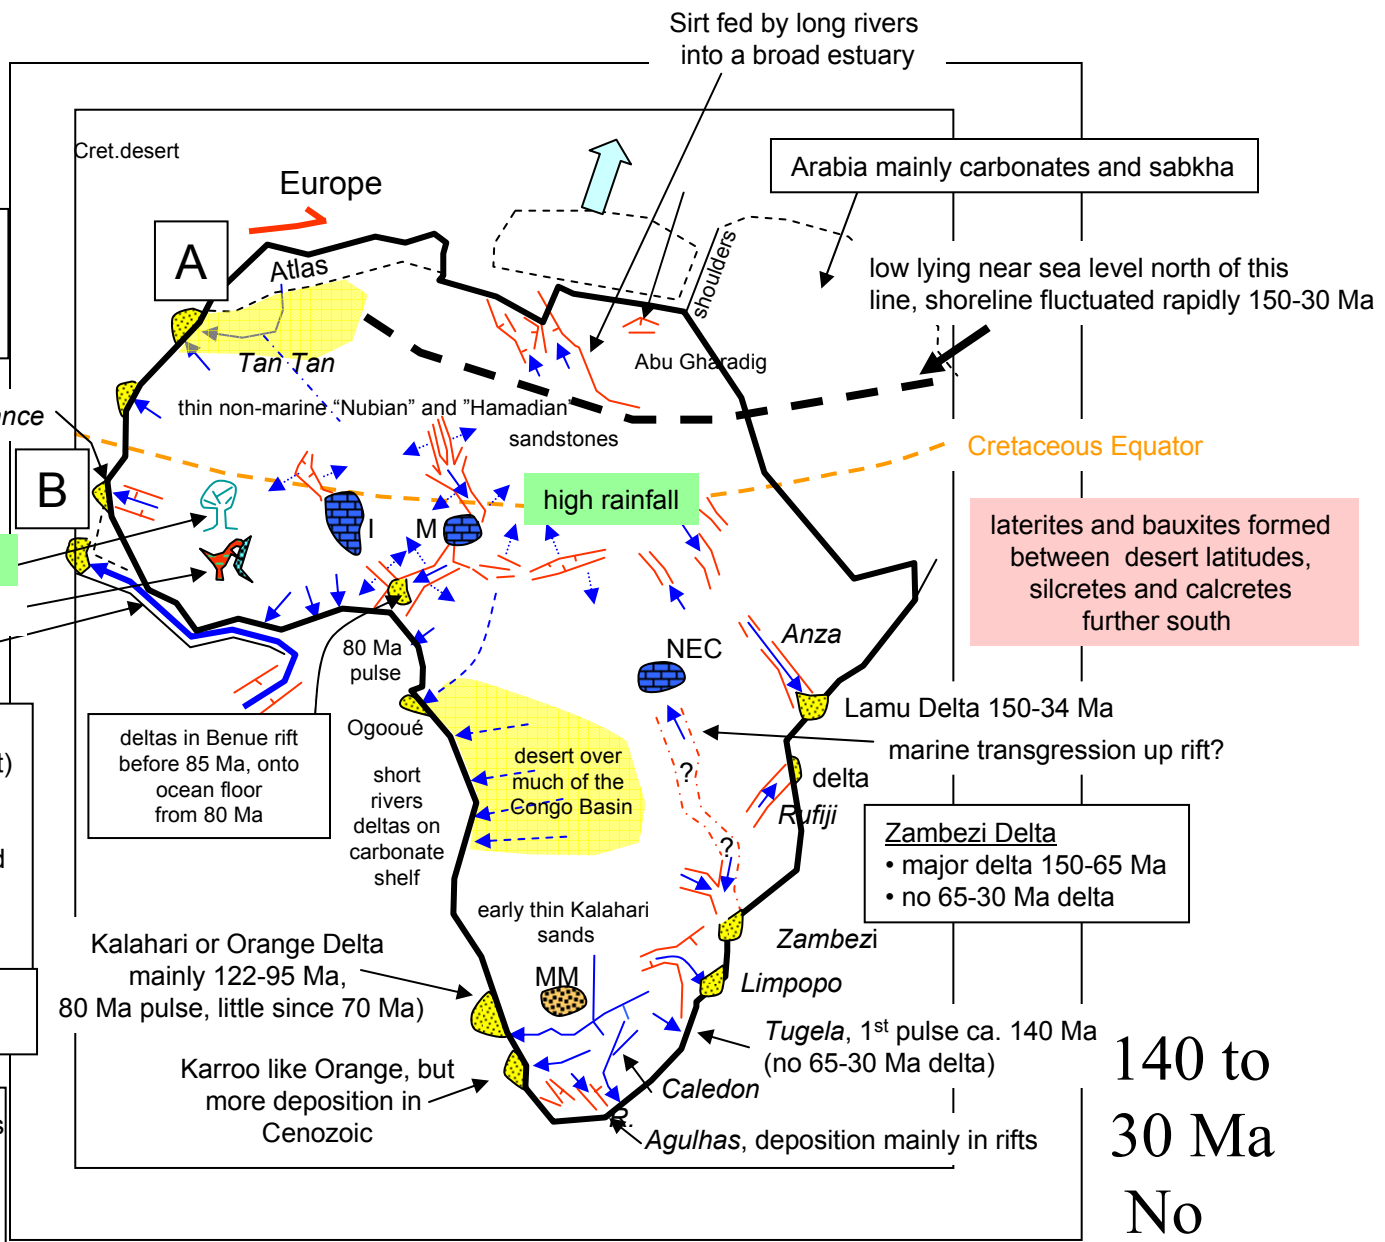 Sirt fed by long rivers
into a broad estuary
Cret.desert
Arabia mainly carbonates and sabkha
Europe
A
Atlas
shoulders
low lying near sea level north of this
line, shoreline fluctuated rapidly 150-30 Ma
Tan Tan
Abu Gharadig
thin non-marine “Nubian” and ”Hamadian”
sandstones
nce
Cretaceous Equator
B
high rainfall
I
M
laterites and bauxites formed
between desert latitudes,
silcretes and calcretes
further south
Anza
80 Ma
pulse
NEC
Lamu Delta 150-34 Ma
Ogooué
marine transgression up rift?
deltas in Benue rift
before 85 Ma, onto
ocean floor
from 80 Ma
t)
short
rivers
deltas on
carbonate
shelf
desert over
much of the
Congo Basin
?
delta
Rufiji
?
d
Zambezi Delta
• major delta 150-65 Ma
• no 65-30 Ma delta
early thin Kalahari
sands
Zambezi
Kalahari or Orange Delta
mainly 122-95 Ma,
80 Ma pulse, little since 70 Ma)
MM
Limpopo
Tugela, 1st pulse ca. 140 Ma
(no 65-30 Ma delta)
Karroo like Orange, but
more deposition in
Cenozoic
Caledon
R.
Agulhas, deposition mainly in rifts
s
140 to
30 Ma
No